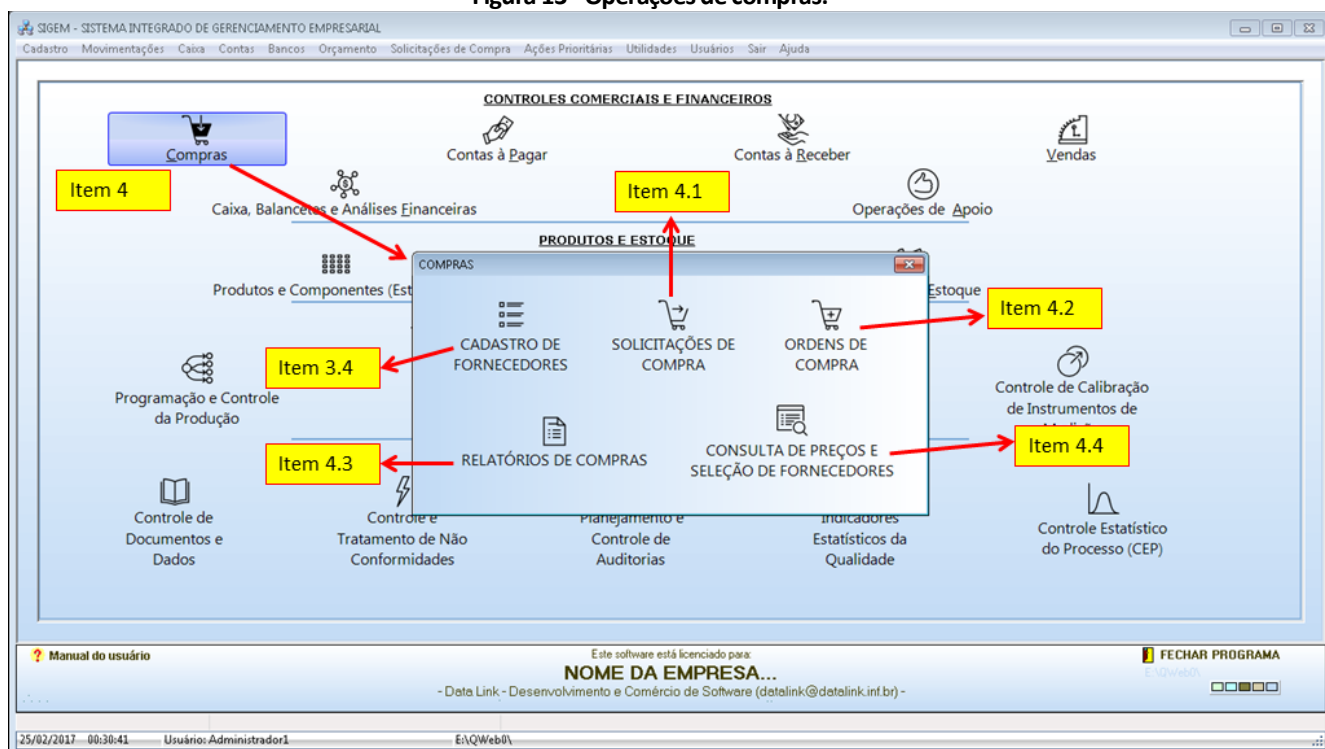 Figura 15 - Operações de compras.
SIGEM - SISTEMA INTEGRADO DE GERENCIAMENTO EMPRESARIAL
Cadastro Movimentações Caixa Contas Bancos Orçamento Solicitações de Compra Ações Prioritárias Utilidades Usuários Sair Ajuda
CONTROLES COMERCIAIS E FINANCEIROS
Compras
Contas à Pagar
Contas à Receber
Vendas
Item 4
Item 4.1
Caixa, Balancetes e Análises Financeiras
Operações de Apoio
PRODUTOS E ESTOQUE
COMPRAS
Produtos e Componentes (Est
Estoque
Item 4.2
CADASTRO DE
FORNECEDORES
SOLICITAÇÕES DE
COMPRA
ORDENS DE
COMPRA
Item 3.4
Programação e Controle
da Produção
Controle de Calibração
de Instrumentos de
Item 4.3
RELATÓRIOS DE COMPRAS
CONSULTA DE PREÇOS E
SELEÇÃO DE FORNECEDORES
Item 4.4
Controle de
Documentos e
Dados
Controle e
Tratamento de Não
Conformidades
Planejamento e
Controle de
Auditorias
Indicadores
Estatísticos da
Qualidade
Controle Estatístico
do Processo (CEP)
? Manual do usuário
Este software está licenciado para:
NOME DA EMPRESA...
- Data Link - Desenvolvimento e Comércio de Software (datalink@datalink.inf.br) -
FECHAR PROGRAMA
E:\QWeb0\
25/02/2017 00:30:41 Usuário: Administrador1 E:\QWeb0\